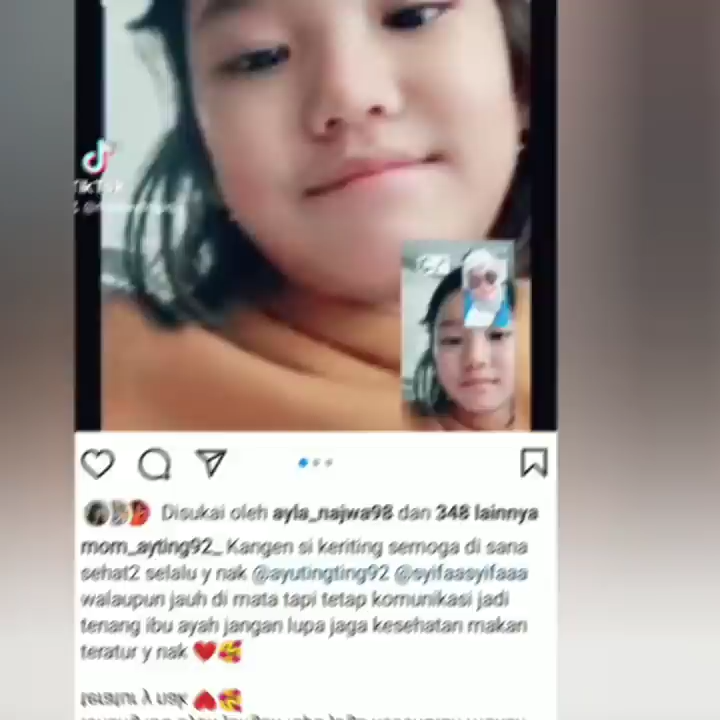 TikTok
Disukai oleh ayla_najwa98 dan 348 lainnya
mom_ayting92_ Kangen si keriting semoga di sana
sehat2 selalu y nak @ayutingting92 @syifaasyifaaa
walaupun jauh di mata tapi tetap komunikasi jadi
tenang ibu ayah jangan lupa jaga kesehatan makan
teratur y nak ❤️🥰